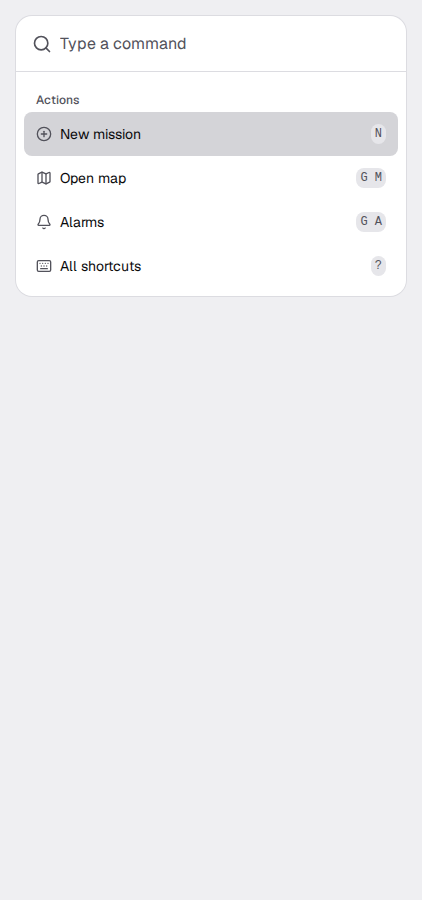 Type a command
Actions
New mission N
Open map G M
Alarms G A
All shortcuts ?